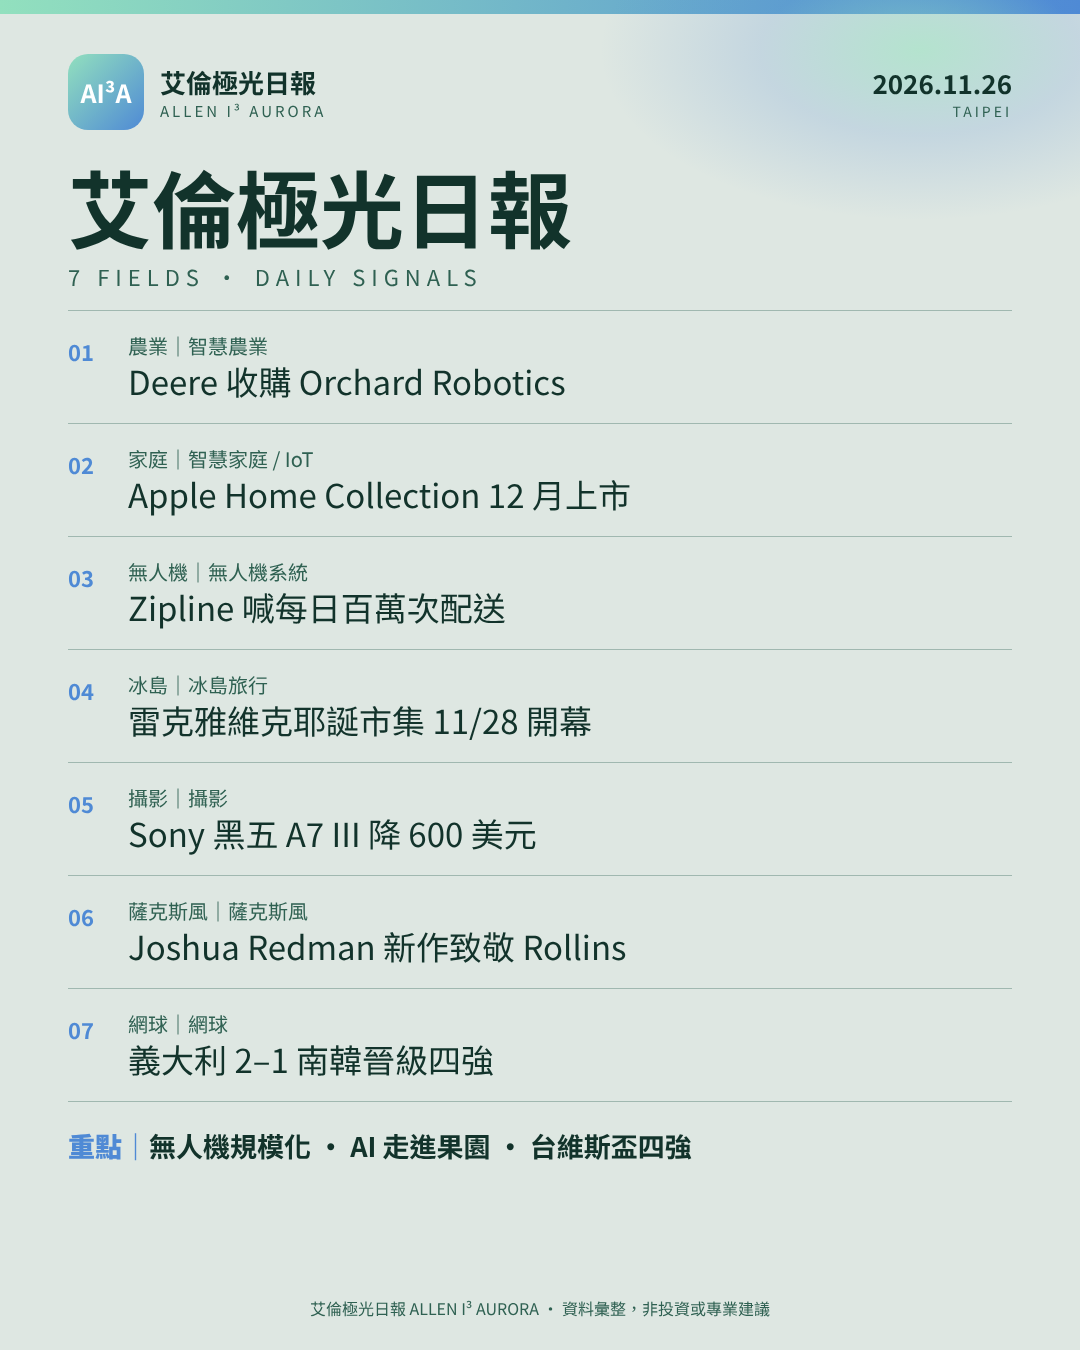 AI³A
艾倫極光日報
ALLEN I³ AURORA
2026.11.26
TAIPEI
艾倫極光日報
7 FIELDS · DAILY SIGNALS
01
農業｜智慧農業
Deere 收購 Orchard Robotics
02
家庭｜智慧家庭 / IoT
Apple Home Collection 12 月上市
03
無人機｜無人機系統
Zipline 喊每日百萬次配送
04
冰島｜冰島旅行
雷克雅維克耶誕市集 11/28 開幕
05
攝影｜攝影
Sony 黑五 A7 III 降 600 美元
06
薩克斯風｜薩克斯風
Joshua Redman 新作致敬 Rollins
07
網球｜網球
義大利 2–1 南韓晉級四強
重點｜無人機規模化 · AI 走進果園 · 台維斯盃四強
艾倫極光日報 ALLEN I³ AURORA · 資料彙整，非投資或專業建議